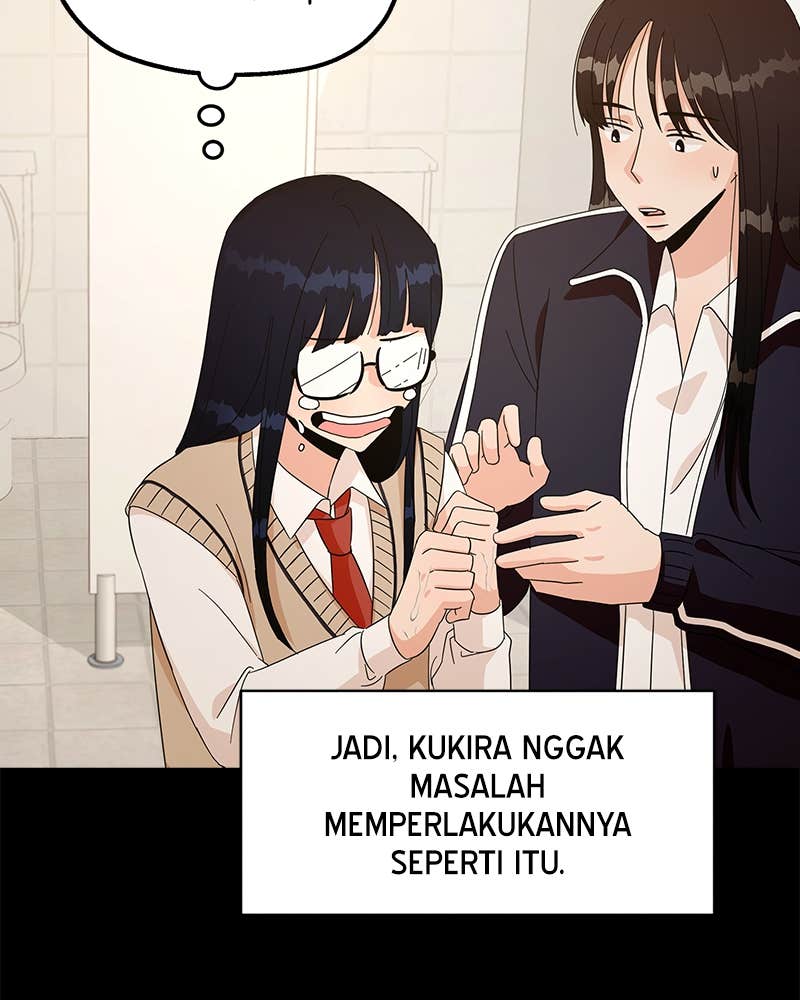 JADI, KUKIRA NGGAK
MASALAH
MEMPERLAKUKANNYA
SEPERTI ITU.